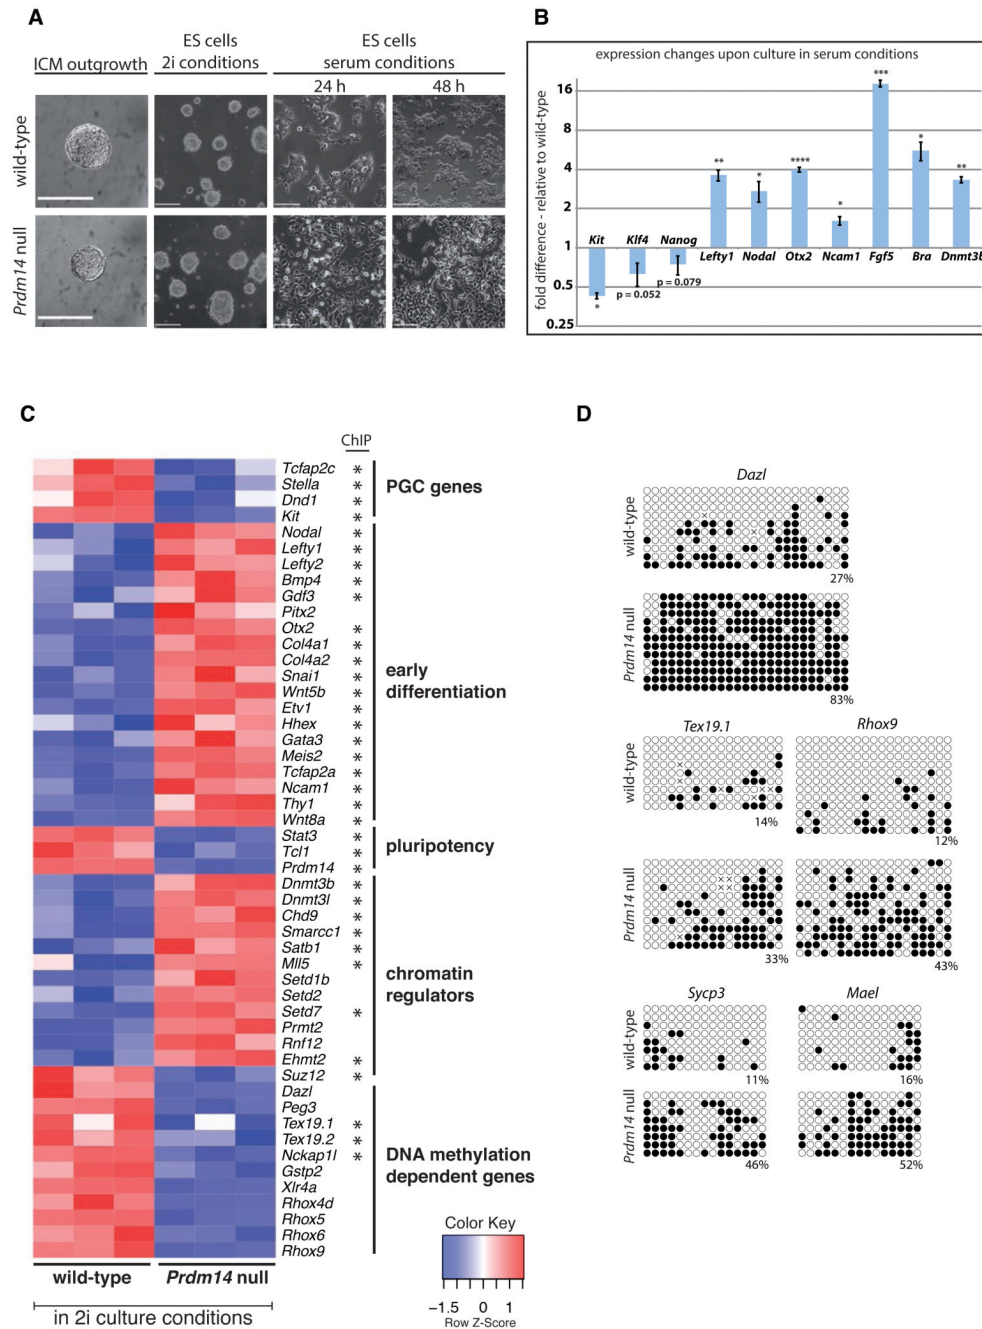 A
ICM outgrowth
ES cells
2i conditions
ES cells
serum conditions
24 h
48 h
wild-type
Prdm14 null
B
expression changes upon culture in serum conditions
fold difference - relative to wild-type
16
8
4
2
1
0.5
0.25
Kit
Klf4
Nanog
Lefty1
Nodal
Otx2
Ncam1
Fgf5
Bra
Dnmt3b
*
p = 0.052
p = 0.079
**
*
****
*
***
*
**
C
ChIP
Tcfap2c *
Stella *
Dnd1 *
Kit *
PGC genes
Nodal *
Lefty1 *
Lefty2 *
Bmp4 *
Gdf3 *
Pitx2
Otx2 *
Col4a1 *
Col4a2 *
Snai1 *
Wnt5b *
Etv1 *
Hhex *
Gata3 *
Meis2 *
Tcfap2a *
Ncam1 *
Thy1 *
Wnt8a *
early
differentiation
Stat3 *
Tcl1 *
Prdm14 *
pluripotency
Dnmt3b *
Dnmt3l *
Chd9 *
Smarcc1 *
Satb1 *
Mll5 *
Setd1b
Setd2
Setd7 *
Prmt2
Rnf12
Ehmt2 *
Suz12 *
chromatin
regulators
Dazl
Peg3
Tex19.1 *
Tex19.2 *
Nckap1l *
Gstp2
Xlr4a
Rhox4d
Rhox5
Rhox6
Rhox9
DNA methylation
dependent genes
wild-type
Prdm14 null
in 2i culture conditions
Color Key
−1.5 0 1
Row Z-Score
D
Dazl
wild-type
27%
Prdm14 null
83%
Tex19.1
Rhox9
wild-type
14%
12%
Prdm14 null
33%
43%
Sycp3
Mael
wild-type
11%
16%
Prdm14 null
46%
52%